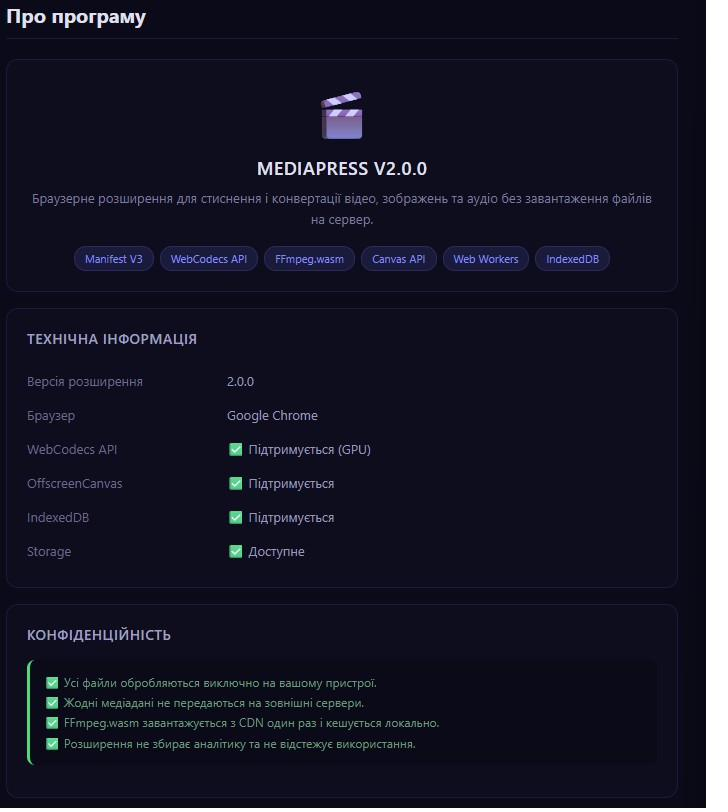 Про програму
MEDIAPRESS V2.0.0
Браузерне розширення для стиснення і конвертації відео, зображень та аудіо без завантаження файлів
на сервер.
Manifest V3 WebCodecs API FFmpeg.wasm Canvas API Web Workers IndexedDB
ТЕХНІЧНА ІНФОРМАЦІЯ
Версія розширення 2.0.0
Браузер Google Chrome
WebCodecs API ✅ Підтримується (GPU)
OffscreenCanvas ✅ Підтримується
IndexedDB ✅ Підтримується
Storage ✅ Доступне
КОНФІДЕНЦІЙНІСТЬ
✅ Усі файли обробляються виключно на вашому пристрої.
✅ Жодні медіадані не передаються на зовнішні сервери.
✅ FFmpeg.wasm завантажується з CDN один раз і кешується локально.
✅ Розширення не збирає аналітику та не відстежує використання.